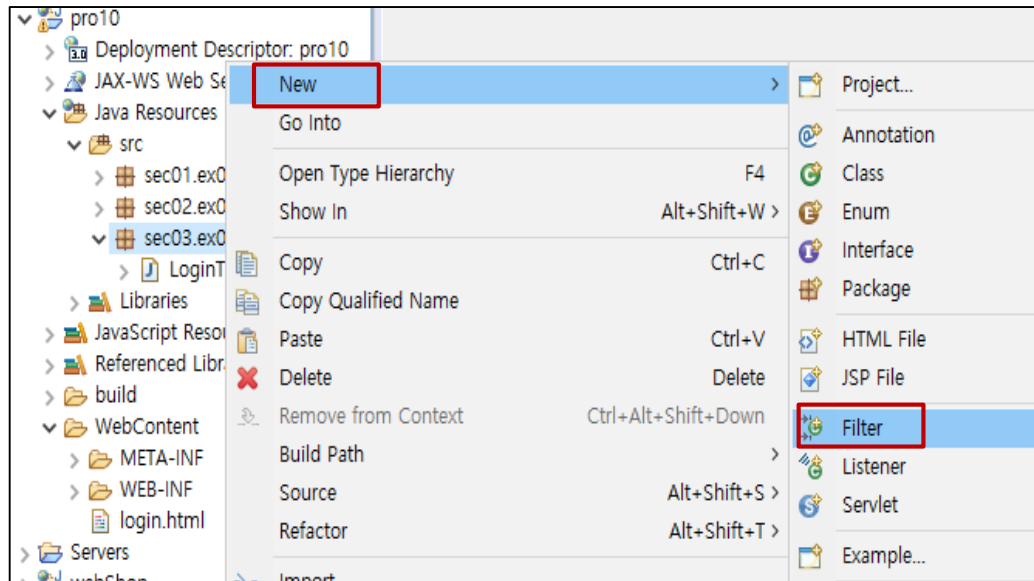 pro10
Deployment Descriptor: pro10
JAX-WS Web Se
Java Resources
src
sec01.ex0
sec02.ex0
sec03.ex0
LoginT
Libraries
JavaScript Resou
Referenced Libr
build
WebContent
META-INF
WEB-INF
login.html
Servers
webShop
New
Go Into
Open Type Hierarchy F4
Show In Alt+Shift+W >
Copy Ctrl+C
Copy Qualified Name
Paste Ctrl+V
Delete Delete
Remove from Context Ctrl+Alt+Shift+Down
Build Path
Source Alt+Shift+S >
Refactor Alt+Shift+T >
Import
Project...
Annotation
Class
Enum
Interface
Package
HTML File
JSP File
Filter
Listener
Servlet
Example...